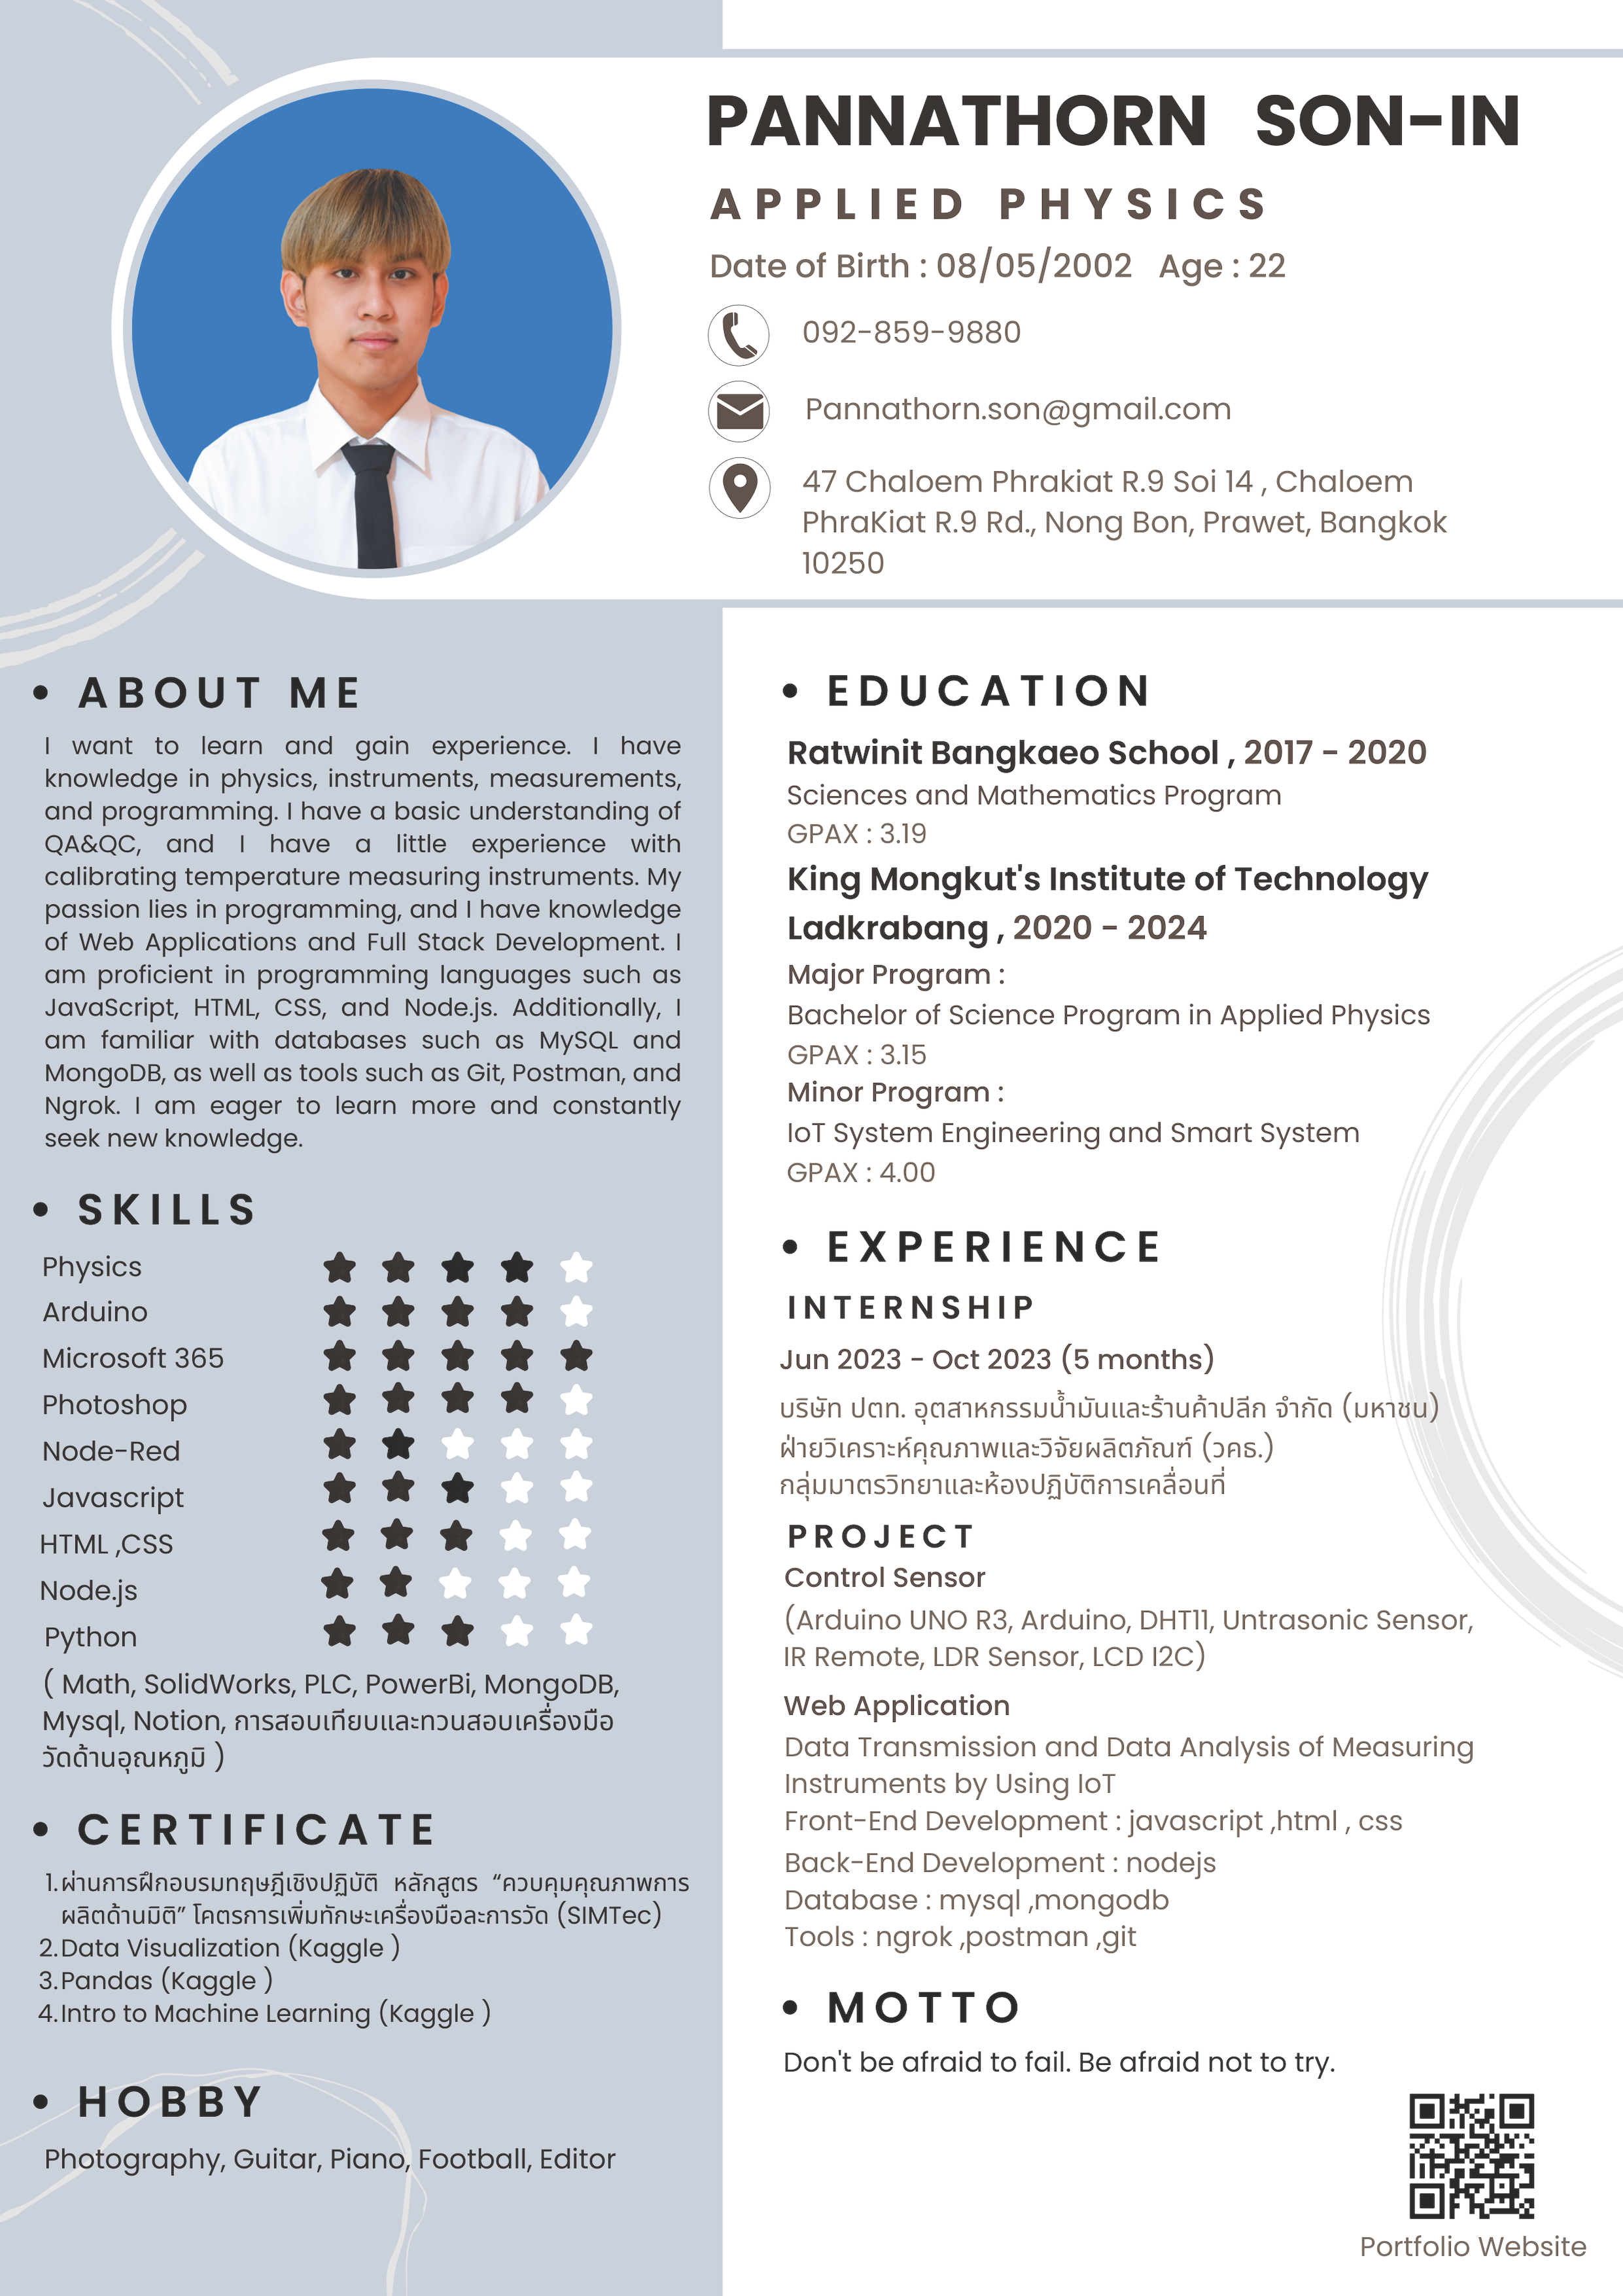 PANNATHORN SON-IN
APPLIED PHYSICS
Date of Birth : 08/05/2002 Age : 22
092-859-9880
Pannathorn.son@gmail.com
47 Chaloem Phrakiat R.9 Soi 14 , Chaloem
PhraKiat R.9 Rd., Nong Bon, Prawet, Bangkok
10250
• ABOUT ME
I want to learn and gain experience. I have
knowledge in physics, instruments, measurements,
and programming. I have a basic understanding of
QA&QC, and I have a little experience with
calibrating temperature measuring instruments. My
passion lies in programming, and I have knowledge
of Web Applications and Full Stack Development. I
am proficient in programming languages such as
JavaScript, HTML, CSS, and Node.js. Additionally, I
am familiar with databases such as MySQL and
MongoDB, as well as tools such as Git, Postman, and
Ngrok. I am eager to learn more and constantly
seek new knowledge.
• SKILLS
Physics
Arduino
Microsoft 365
Photoshop
Node-Red
Javascript
HTML ,CSS
Node.js
Python
( Math, SolidWorks, PLC, PowerBi, MongoDB,
Mysql, Notion, การสอบเทียบและทวนสอบเครื่องมือ
วัดด้านอุณหภูมิ )
• CERTIFICATE
1. ผ่านการฝึกอบรมทฤษฎีเชิงปฏิบัติ หลักสูตร “ควบคุมคุณภาพการ
ผลิตด้านมิติ” โคตรการเพิ่มทักษะเครื่องมือละการวัด (SIMTec)
2. Data Visualization (Kaggle )
3. Pandas (Kaggle )
4. Intro to Machine Learning (Kaggle )
• HOBBY
Photography, Guitar, Piano, Football, Editor
• EDUCATION
Ratwinit Bangkaeo School , 2017 - 2020
Sciences and Mathematics Program
GPAX : 3.19
King Mongkut's Institute of Technology
Ladkrabang , 2020 - 2024
Major Program :
Bachelor of Science Program in Applied Physics
GPAX : 3.15
Minor Program :
IoT System Engineering and Smart System
GPAX : 4.00
• EXPERIENCE
INTERNSHIP
Jun 2023 - Oct 2023 (5 months)
บริษัท ปตท. อุตสาหกรรมน้ำมันและร้านค้าปลีก จำกัด (มหาชน)
ฝ่ายวิเคราะห์คุณภาพและวิจัยผลิตภัณฑ์ (วคธ.)
กลุ่มมาตรวิทยาและห้องปฏิบัติการเคลื่อนที่
PROJECT
Control Sensor
(Arduino UNO R3, Arduino, DHT11, Untrasonic Sensor,
IR Remote, LDR Sensor, LCD I2C)
Web Application
Data Transmission and Data Analysis of Measuring
Instruments by Using IoT
Front-End Development : javascript ,html , css
Back-End Development : nodejs
Database : mysql ,mongodb
Tools : ngrok ,postman ,git
• MOTTO
Don't be afraid to fail. Be afraid not to try.
Portfolio Website